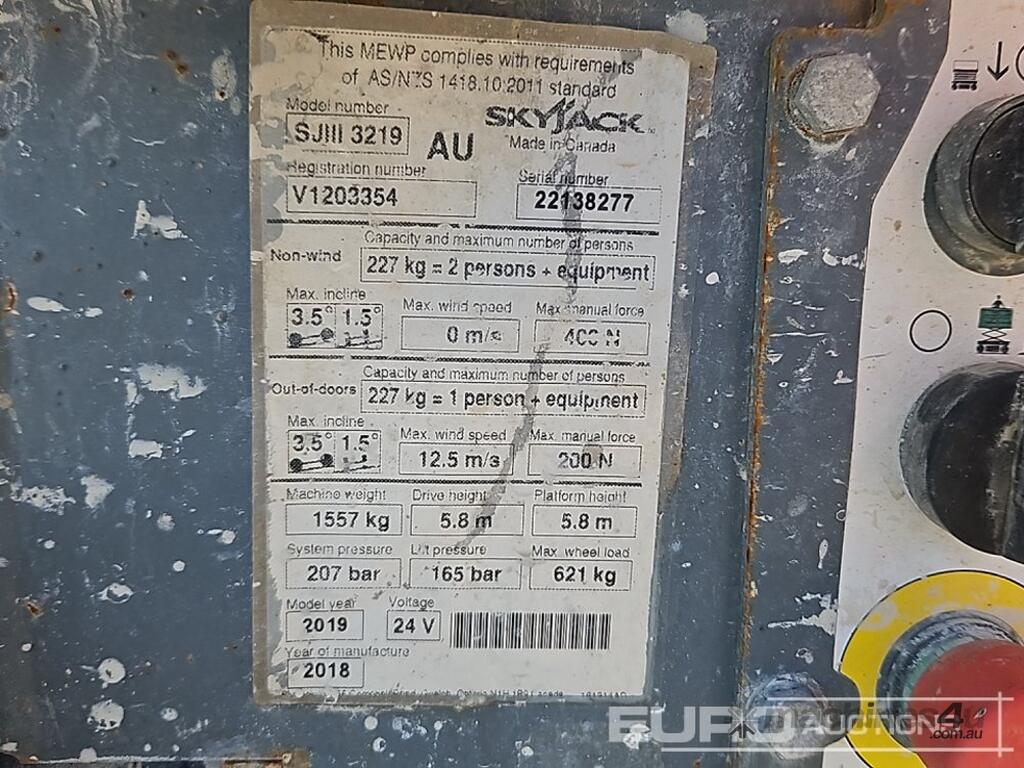 This MEWP complies with requirements
of AS/NZS 1418.10:2011 standard
Model number
SJIII 3219 AU SKYJACK
Made in Canada
Registration number Serial number
V1203354 22138277
Capacity and maximum number of persons
Non-wind 227 kg = 2 persons + equipment
Max. incline Max. wind speed Max manual force
3.5° 1.5° 0 m/s 400 N
Capacity and maximum number of persons
Out-of-doors 227 kg = 1 person + equipment
Max. incline Max. wind speed Max. manual force
3.5° 1.5° 12.5 m/s 200 N
Machine weight Drive height Platform height
1557 kg 5.8 m 5.8 m
System pressure Lift pressure Max. wheel load
207 bar 165 bar 621 kg
Model year Voltage
2019 24 V
Year of manufacture
2018
Guelph, Ontario N1H 1B8 Canada
EURO AUCTIONS
machines4u
.com.au